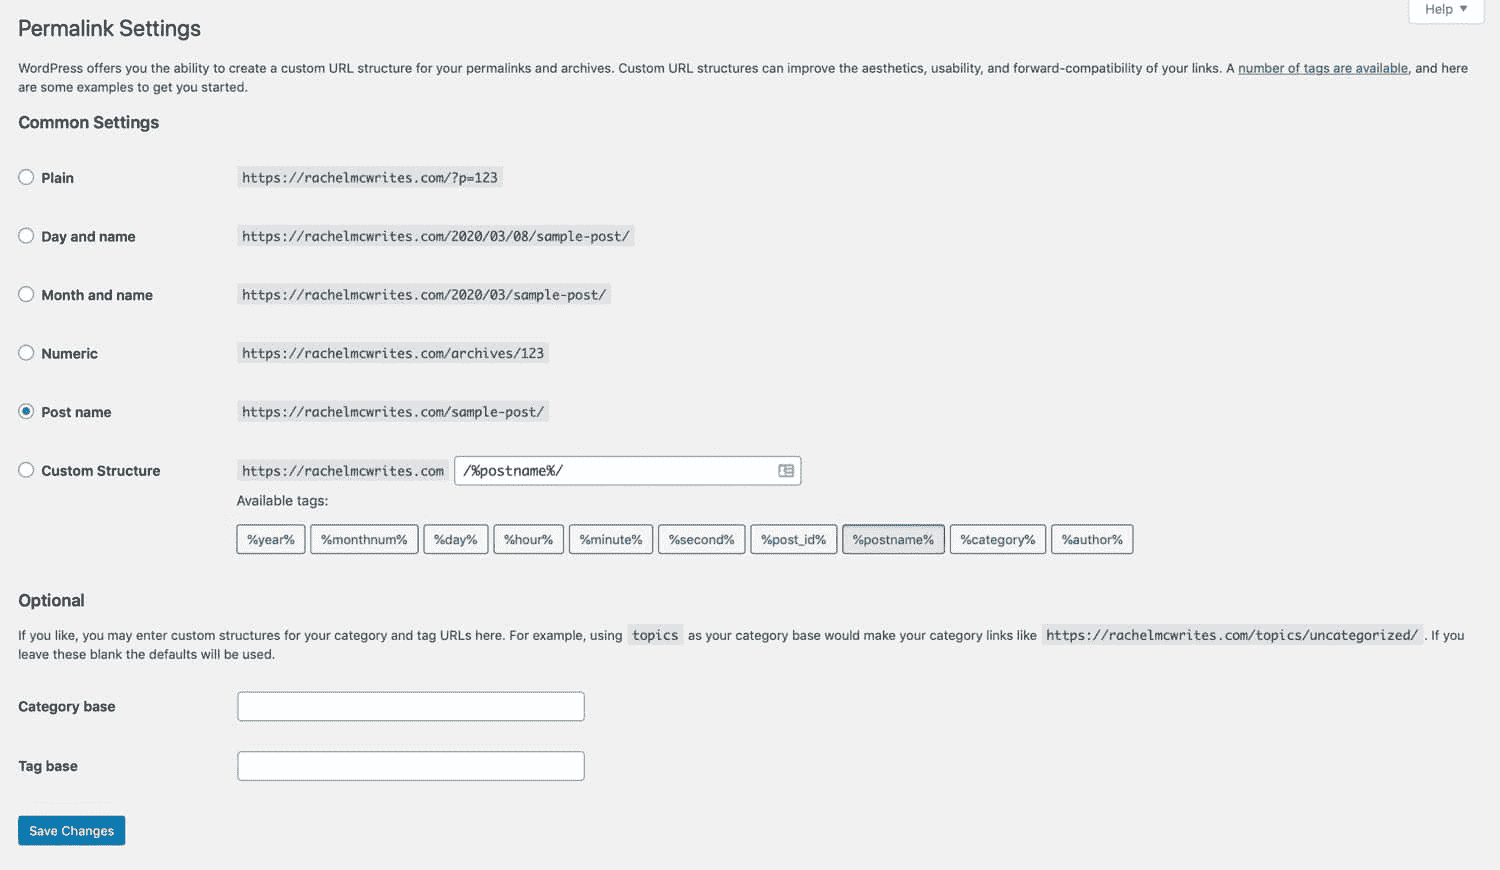 Help ▼
Permalink Settings
WordPress offers you the ability to create a custom URL structure for your permalinks and archives. Custom URL structures can improve the aesthetics, usability, and forward-compatibility of your links. A number of tags are available, and here
are some examples to get you started.
Common Settings
Plain https://rachelmcwrites.com/?p=123
Day and name https://rachelmcwrites.com/2020/03/08/sample-post/
Month and name https://rachelmcwrites.com/2020/03/sample-post/
Numeric https://rachelmcwrites.com/archives/123
Post name https://rachelmcwrites.com/sample-post/
Custom Structure https://rachelmcwrites.com /%postname%/
Available tags:
%year% %monthnum% %day% %hour% %minute% %second% %post_id% %postname% %category% %author%
Optional
If you like, you may enter custom structures for your category and tag URLs here. For example, using topics as your category base would make your category links like https://rachelmcwrites.com/topics/uncategorized/ . If you
leave these blank the defaults will be used.
Category base
Tag base
Save Changes